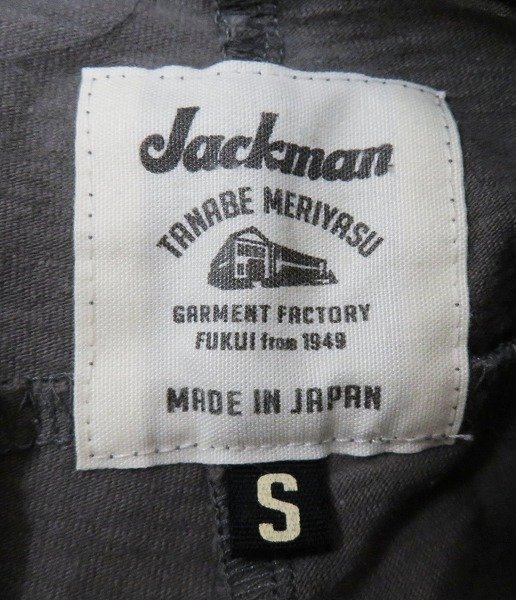 Jackman
TANABE MERIYASU
GARMENT FACTORY
FUKUI from 1949
MADE IN JAPAN
S